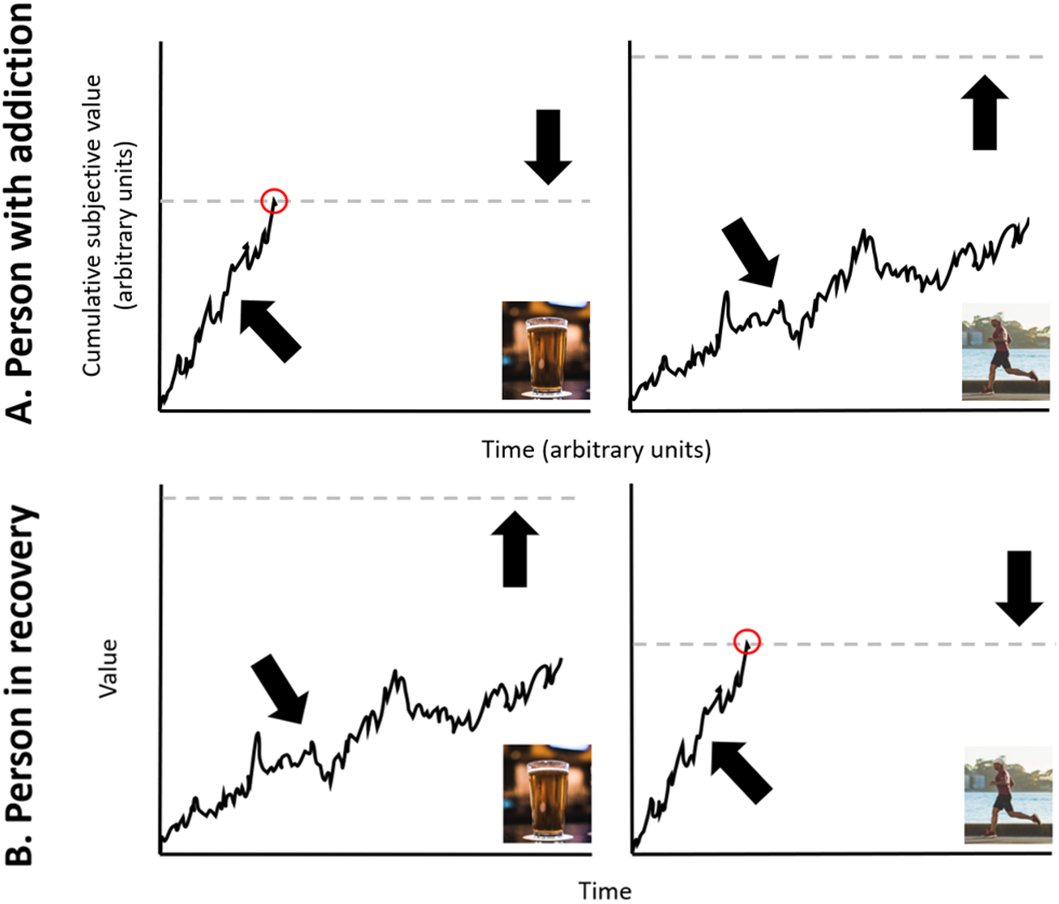 A. Person with addiction
Cumulative subjective value
(arbitrary units)
Time (arbitrary units)
B. Person in recovery
Value
Time